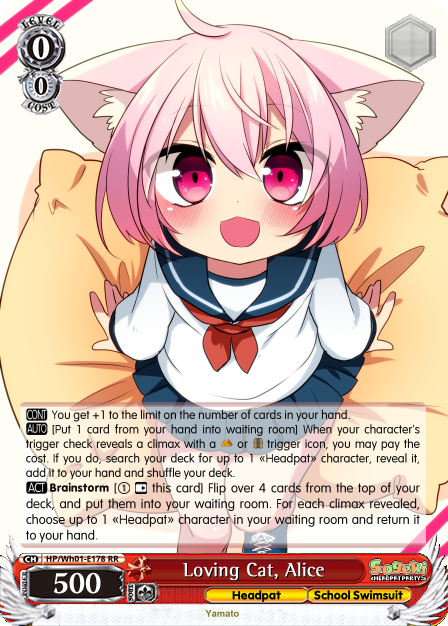 LEVEL
0
0
COST
CONT You get +1 to the limit on the number of cards in your hand.
AUTO [Put 1 card from your hand into waiting room] When your character's
trigger check reveals a climax with a or trigger icon, you may pay the
cost. If you do, search your deck for up to 1 «Headpat» character, reveal it,
add it to your hand and shuffle your deck.
ACT Brainstorm [① this card] Flip over 4 cards from the top of your
deck, and put them into your waiting room. For each climax revealed,
choose up to 1 «Headpat» character in your waiting room and return it
to your hand.
CH HP/Wh01-E178 RR
POWER
500
SOUL
Loving Cat, Alice
Headpat
School Swimsuit
HEADPAT PARTY
Yamato